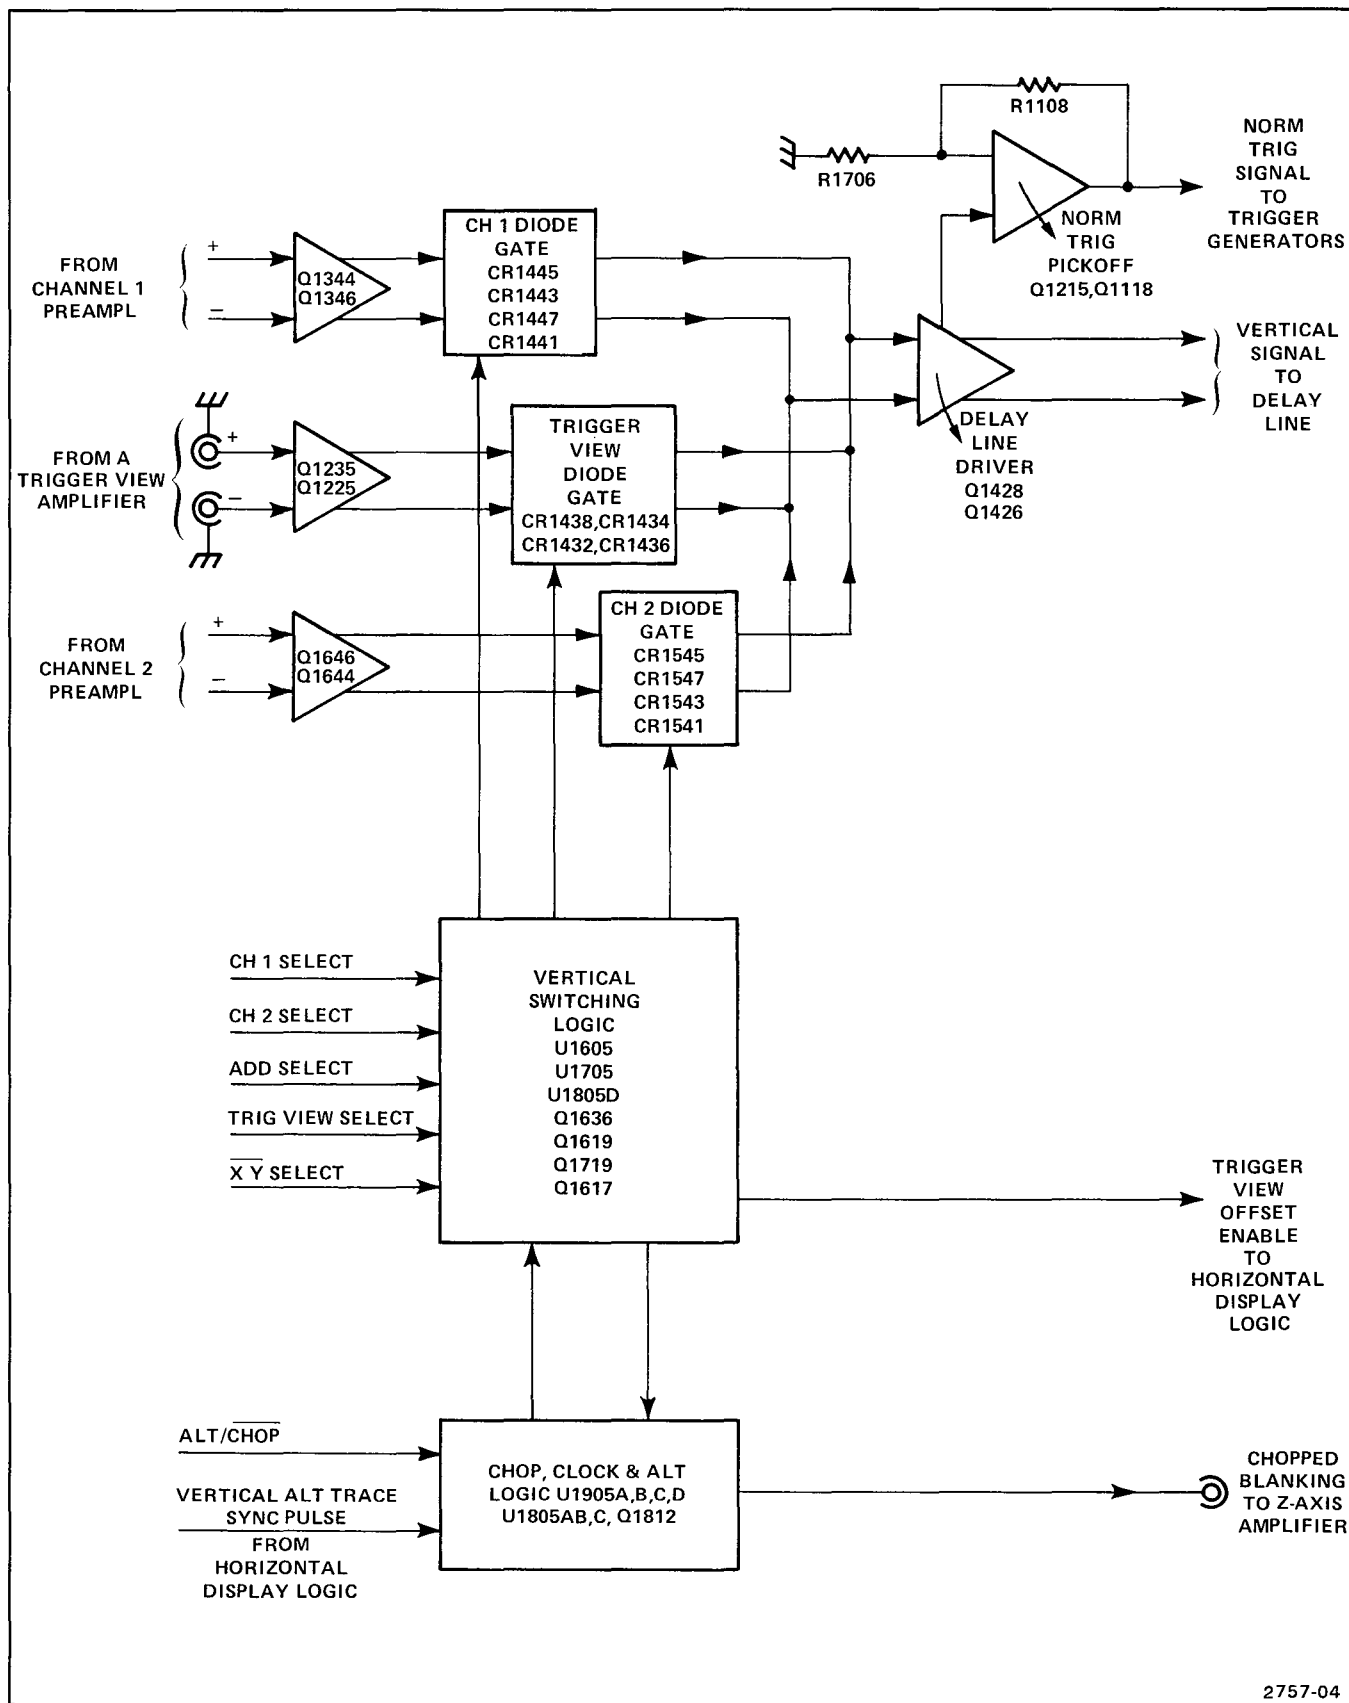 R1108
R1706
NORM
TRIG
SIGNAL
TO
TRIGGER
GENERATORS
NORM
TRIG
PICKOFF
Q1215,Q1118
FROM
CHANNEL 1
PREAMPL
+
−
Q1344
Q1346
CH 1 DIODE
GATE
CR1445
CR1443
CR1447
CR1441
VERTICAL
SIGNAL
TO
DELAY
LINE
DELAY
LINE
DRIVER
Q1428
Q1426
FROM A
TRIGGER VIEW
AMPLIFIER
+
−
Q1235
Q1225
TRIGGER
VIEW
DIODE
GATE
CR1438,CR1434
CR1432,CR1436
FROM
CHANNEL 2
PREAMPL
+
−
Q1646
Q1644
CH 2 DIODE
GATE
CR1545
CR1547
CR1543
CR1541
CH 1 SELECT
CH 2 SELECT
ADD SELECT
TRIG VIEW SELECT
X̅ Y̅ SELECT
VERTICAL
SWITCHING
LOGIC
U1605
U1705
U1805D
Q1636
Q1619
Q1719
Q1617
TRIGGER
VIEW
OFFSET
ENABLE
TO
HORIZONTAL
DISPLAY
LOGIC
ALT/C̅H̅O̅P̅
VERTICAL ALT TRACE
SYNC PULSE
FROM
HORIZONTAL
DISPLAY LOGIC
CHOP, CLOCK & ALT
LOGIC U1905A,B,C,D
U1805AB,C, Q1812
CHOPPED
BLANKING
TO Z-AXIS
AMPLIFIER
2757-04